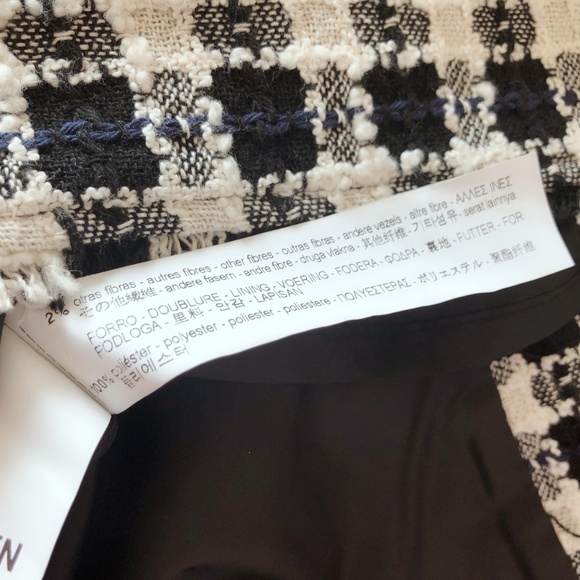 2% otras fibras - autres fibres - other fibres - outras fibras - andere vezels - altre fibre - ΑΛΛΕΣ ΙΝΕΣ
その他繊維 - andere fasern - andre fibre - druga vlakna - 其他纤维 - 기타섬유 - serat lainnya
FORRO - DOUBLURE - LINING - VOERING - FODERA - ΦΟΔΡΑ - 裏地 - FUTTER - FOR
PODLOGA - 里料 - 안감 - LAPISAN
100% poliéster - polyester - poliester - poliestere - ΠΟΛΥΕΣΤΕΡΑΣ - ポリエステル - 聚酯纤维
폴리에스터